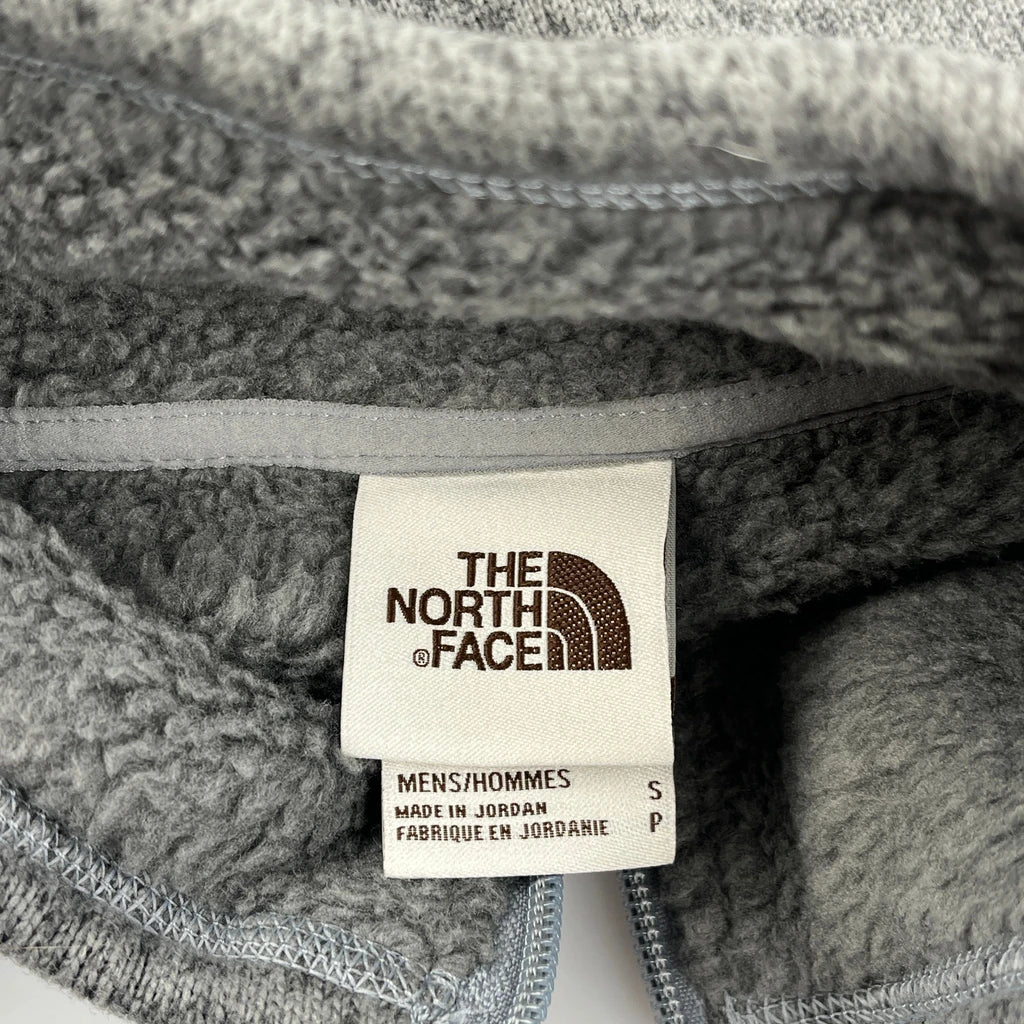 THE
NORTH
®FACE
MENS/HOMMES S
MADE IN JORDAN
FABRIQUE EN JORDANIE P